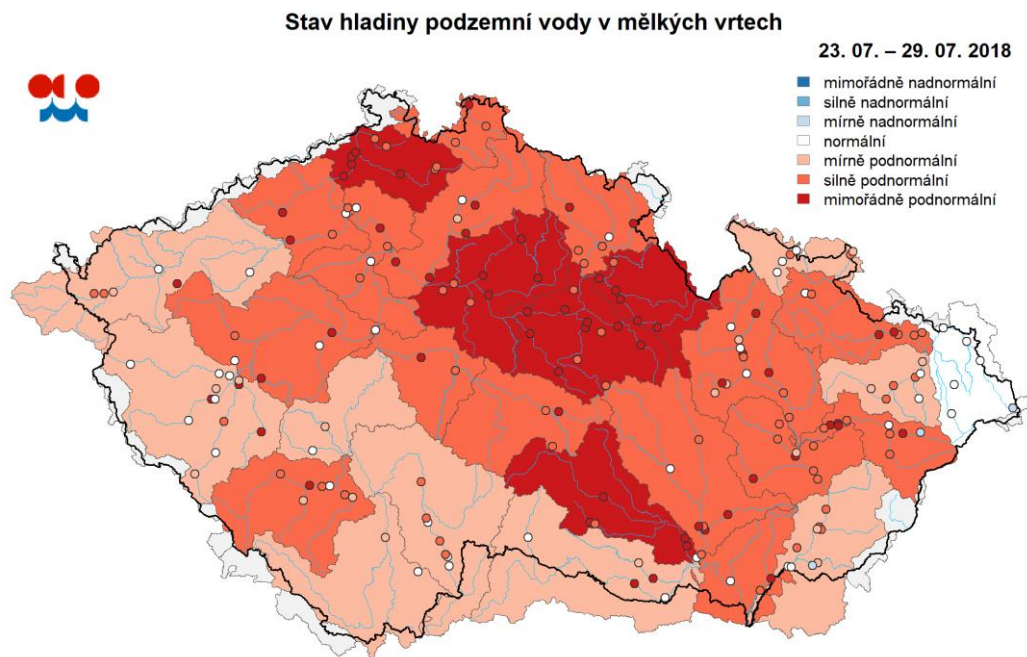 Stav hladiny podzemní vody v mělkých vrtech
23. 07. – 29. 07. 2018
mimořádně nadnormální
silně nadnormální
mírně nadnormální
normální
mírně podnormální
silně podnormální
mimořádně podnormální